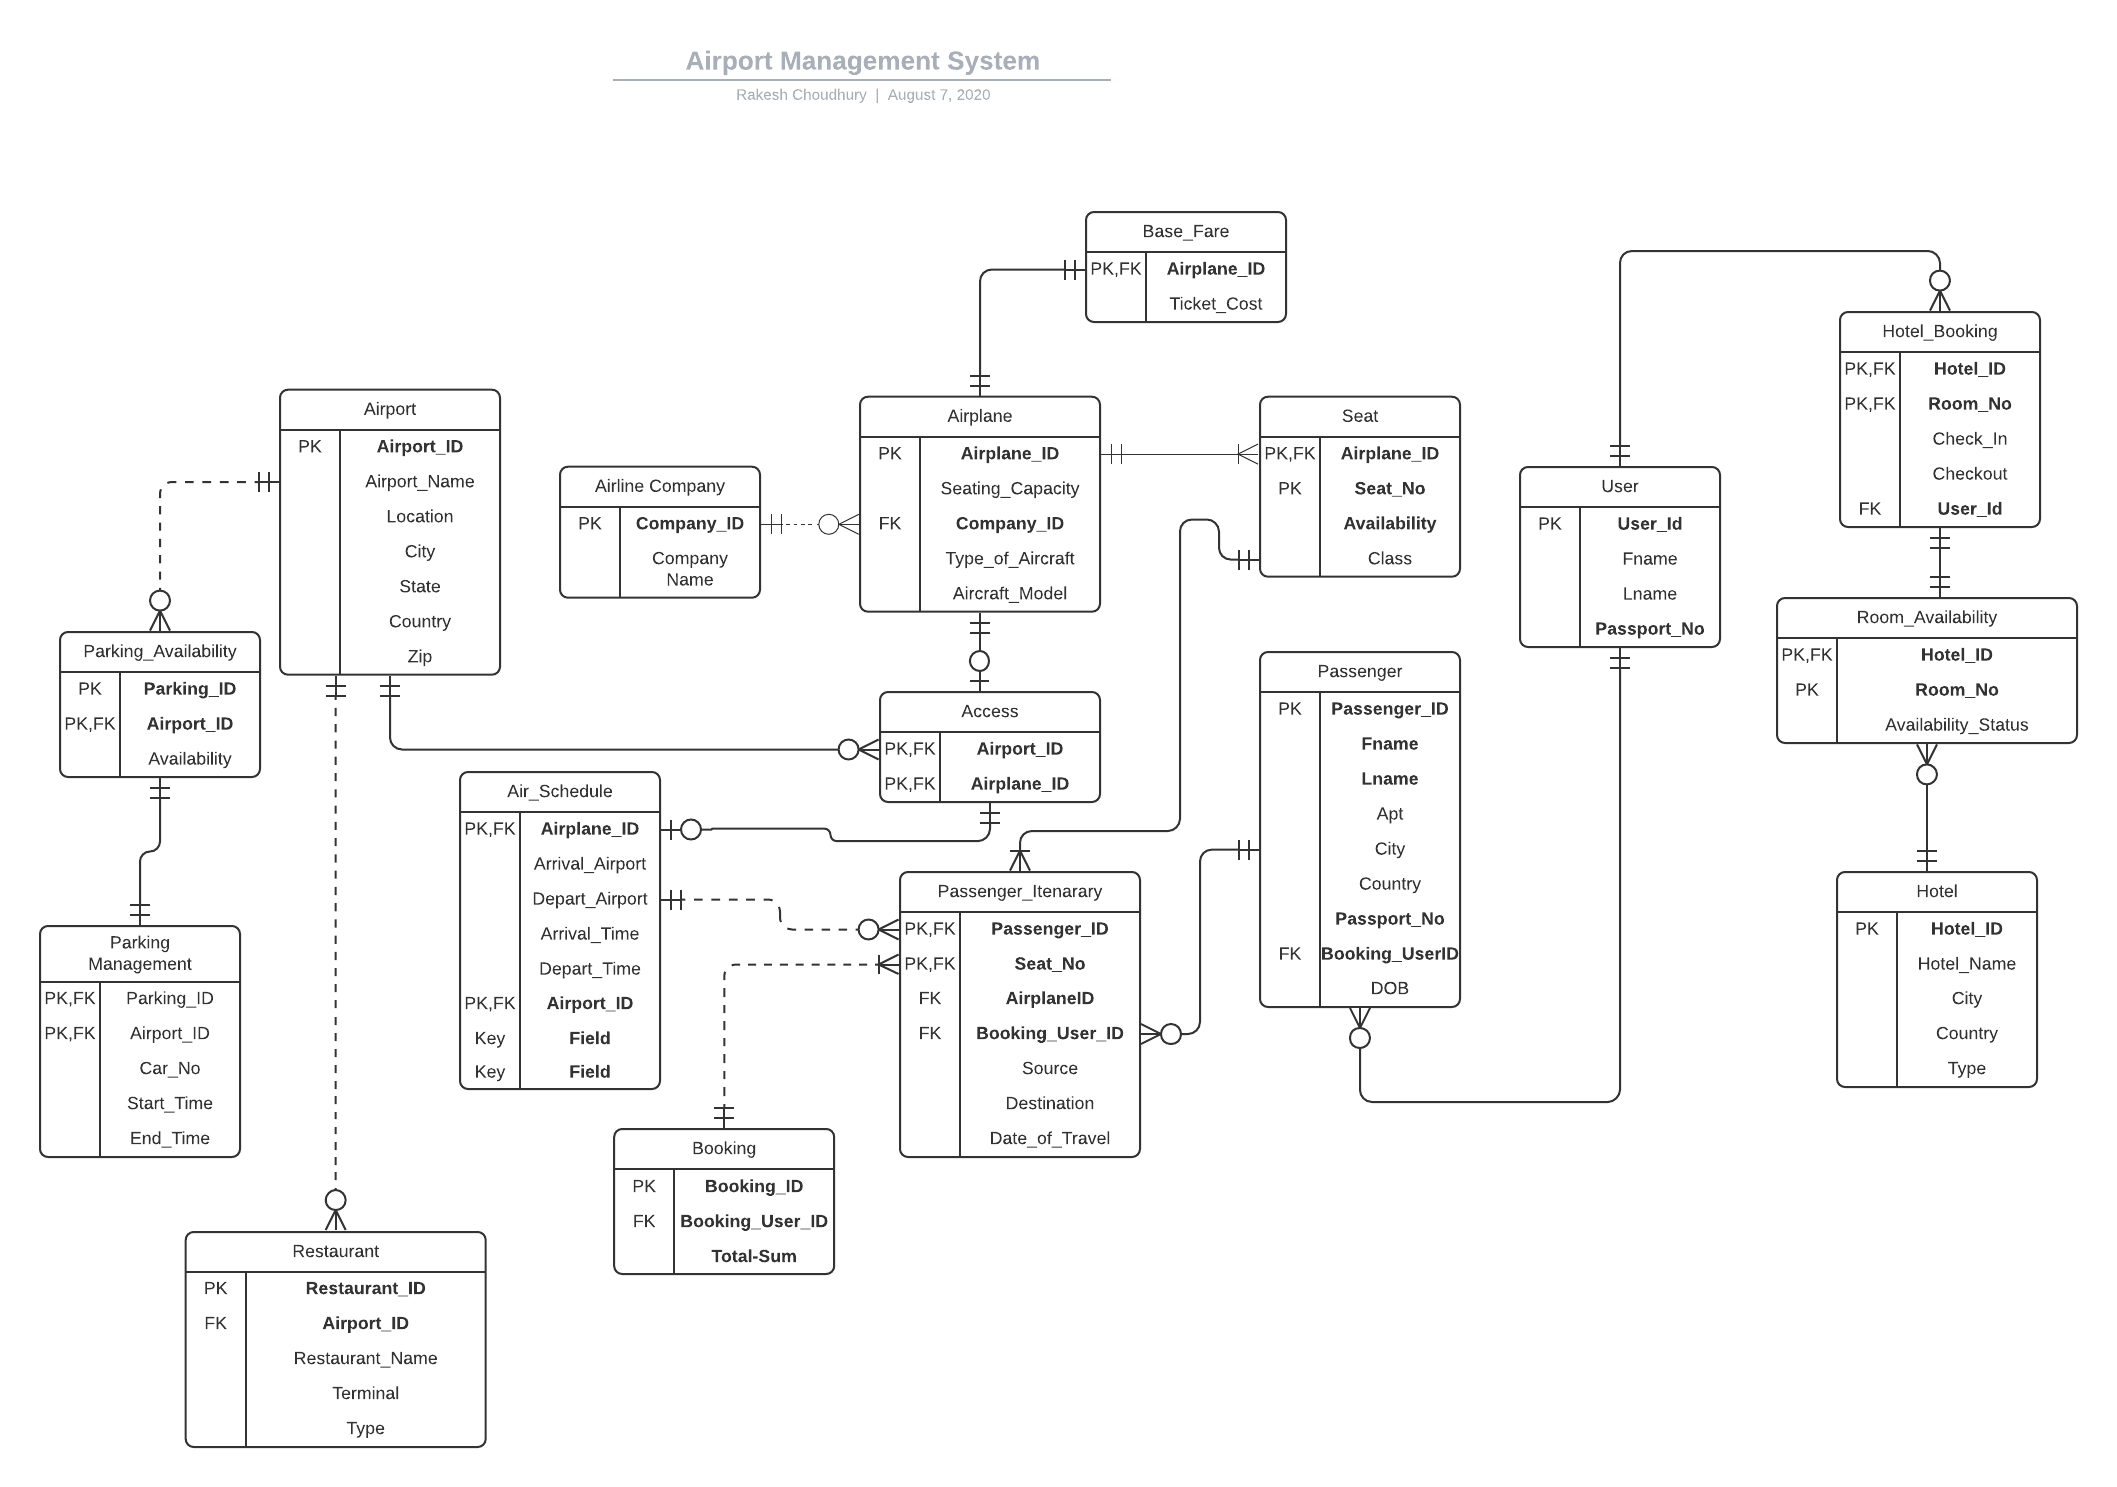 Airport Management System
Rakesh Choudhury | August 7, 2020
Base_Fare
PK,FK Airplane_ID
Ticket_Cost
Hotel_Booking
PK,FK Hotel_ID
PK,FK Room_No
Check_In
Checkout
FK User_Id
Airport
PK Airport_ID
Airport_Name
Location
City
State
Country
Zip
Airline Company
PK Company_ID
Company
Name
Airplane
PK Airplane_ID
Seating_Capacity
FK Company_ID
Type_of_Aircraft
Aircraft_Model
Seat
PK,FK Airplane_ID
PK Seat_No
Availability
Class
User
PK User_Id
Fname
Lname
Passport_No
Room_Availability
PK,FK Hotel_ID
PK Room_No
Availability_Status
Parking_Availability
PK Parking_ID
PK,FK Airport_ID
Availability
Access
PK,FK Airport_ID
PK,FK Airplane_ID
Passenger
PK Passenger_ID
Fname
Lname
Apt
City
Country
Passport_No
FK Booking_UserID
DOB
Air_Schedule
PK,FK Airplane_ID
Arrival_Airport
Depart_Airport
Arrival_Time
Depart_Time
PK,FK Airport_ID
Key Field
Key Field
Passenger_Itenarary
PK,FK Passenger_ID
PK,FK Seat_No
FK AirplaneID
FK Booking_User_ID
Source
Destination
Date_of_Travel
Hotel
PK Hotel_ID
Hotel_Name
City
Country
Type
Parking
Management
PK,FK Parking_ID
PK,FK Airport_ID
Car_No
Start_Time
End_Time
Booking
PK Booking_ID
FK Booking_User_ID
Total-Sum
Restaurant
PK Restaurant_ID
FK Airport_ID
Restaurant_Name
Terminal
Type